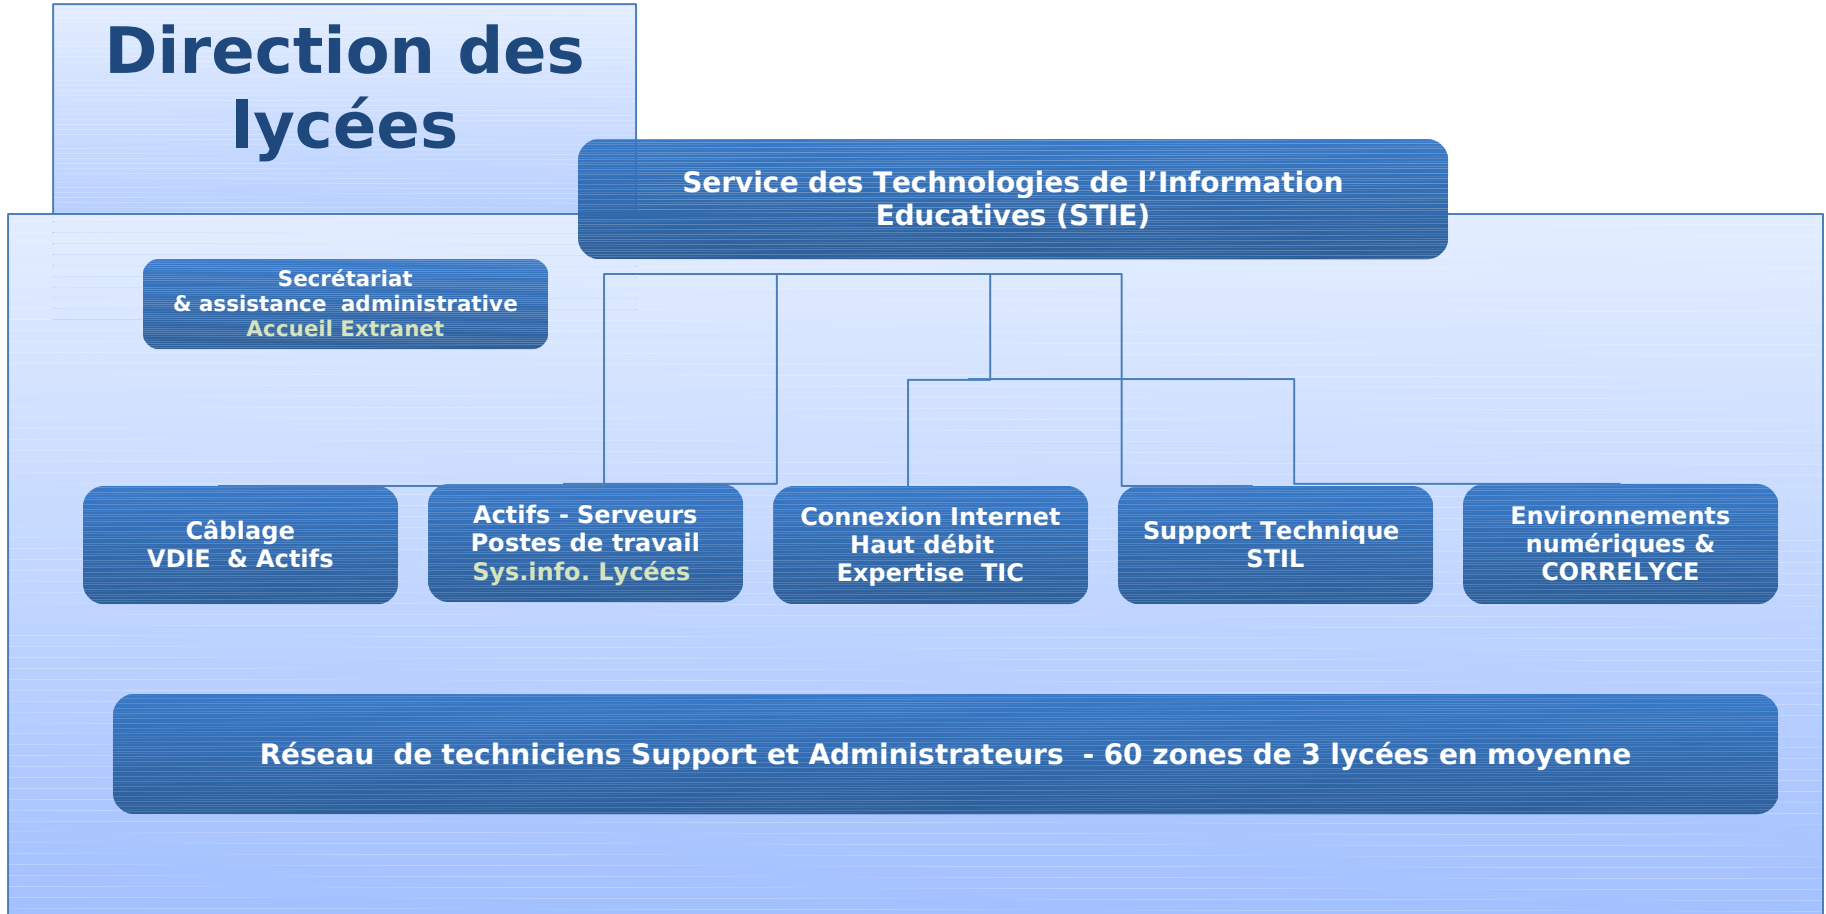 Direction des
lycées
Service des Technologies de l’Information
Educatives (STIE)
Secrétariat
& assistance  administrative
Accueil Extranet
Câblage
VDIE  & Actifs
Actifs - Serveurs
Postes de travail
Sys.info. Lycées
Connexion Internet
Haut débit
Expertise  TIC
Support Technique
STIL
Environnements
numériques &
CORRELYCE
Réseau  de techniciens Support et Administrateurs  - 60 zones de 3 lycées en moyenne